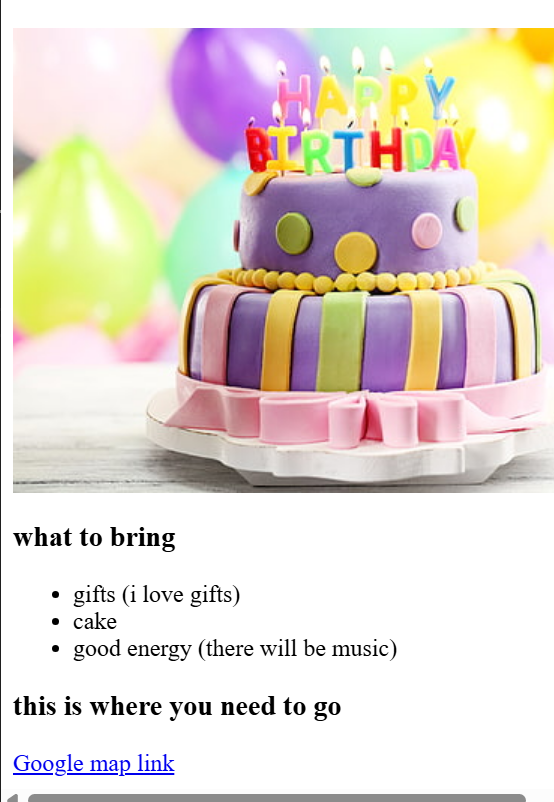 HAPPY
BIRTHDAY
what to bring
gifts (i love gifts)
cake
good energy (there will be music)
this is where you need to go
Google map link